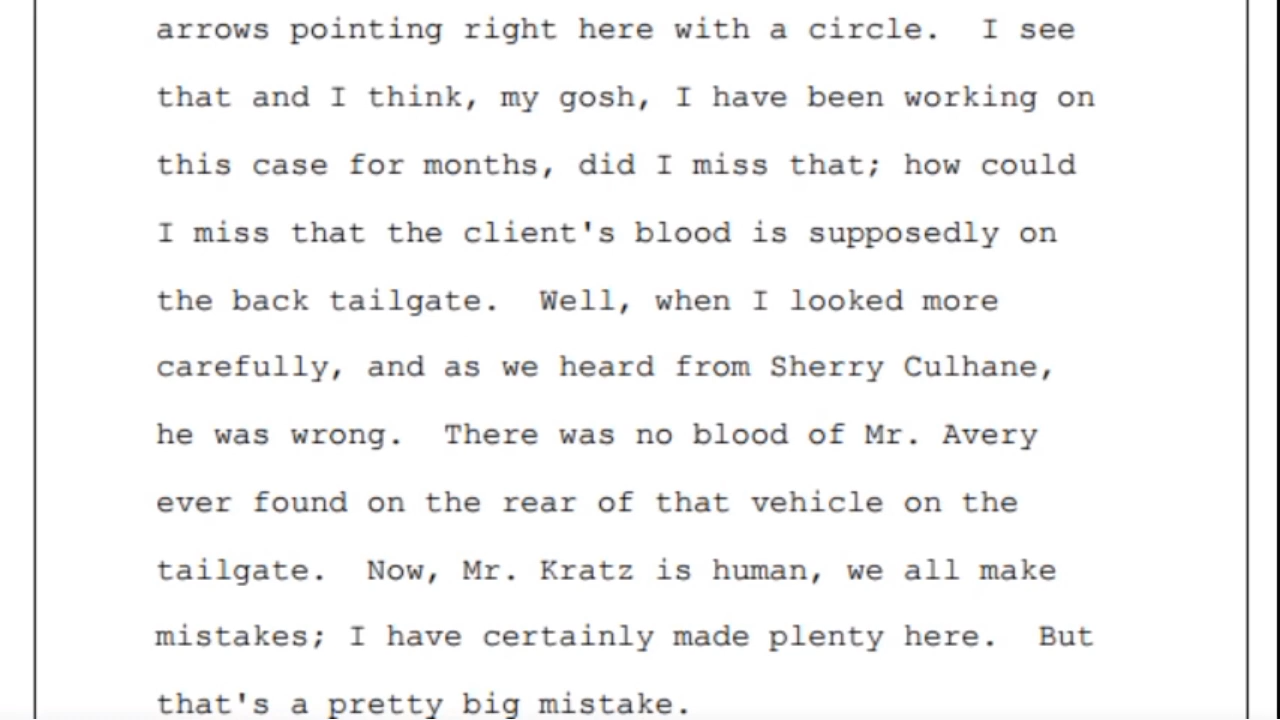 arrows pointing right here with a circle.  I see
that and I think, my gosh, I have been working on
this case for months, did I miss that; how could
I miss that the client's blood is supposedly on
the back tailgate.  Well, when I looked more
carefully, and as we heard from Sherry Culhane,
he was wrong.  There was no blood of Mr. Avery
ever found on the rear of that vehicle on the
tailgate.  Now, Mr. Kratz is human, we all make
mistakes; I have certainly made plenty here.  But
that's a pretty big mistake.